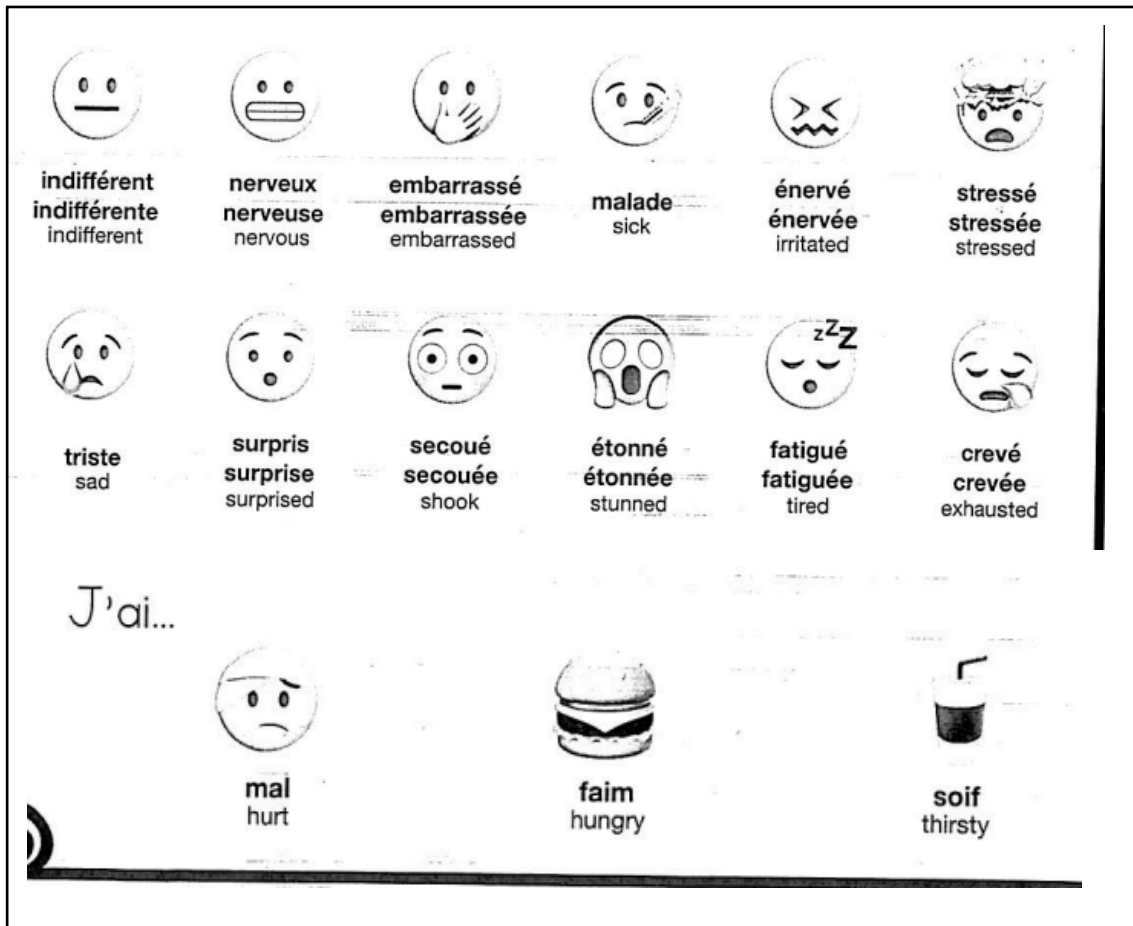 indifférent
indifférente
indifferent
nerveux
nerveuse
nervous
embarrassé
embarrassée
embarrassed
malade
sick
énervé
énervée
irritated
stressé
stressée
stressed
zZZ
triste
sad
surpris
surprise
surprised
secoué
secouée
shook
étonné
étonnée
stunned
fatigué
fatiguée
tired
crevé
crevée
exhausted
J'ai...
mal
hurt
faim
hungry
soif
thirsty